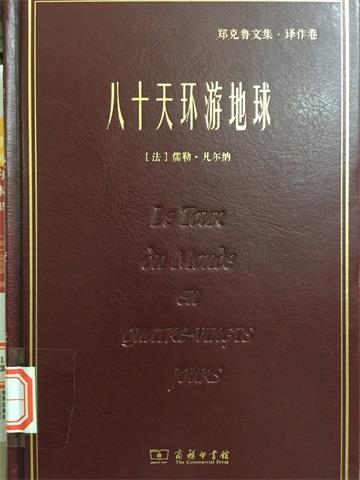 郑克鲁文集·译作卷
八十天环游地球
［法］儒勒·凡尔纳
Le Tour
du Monde
en
quatre-vingts
jours
商务印书馆
The Commercial Press